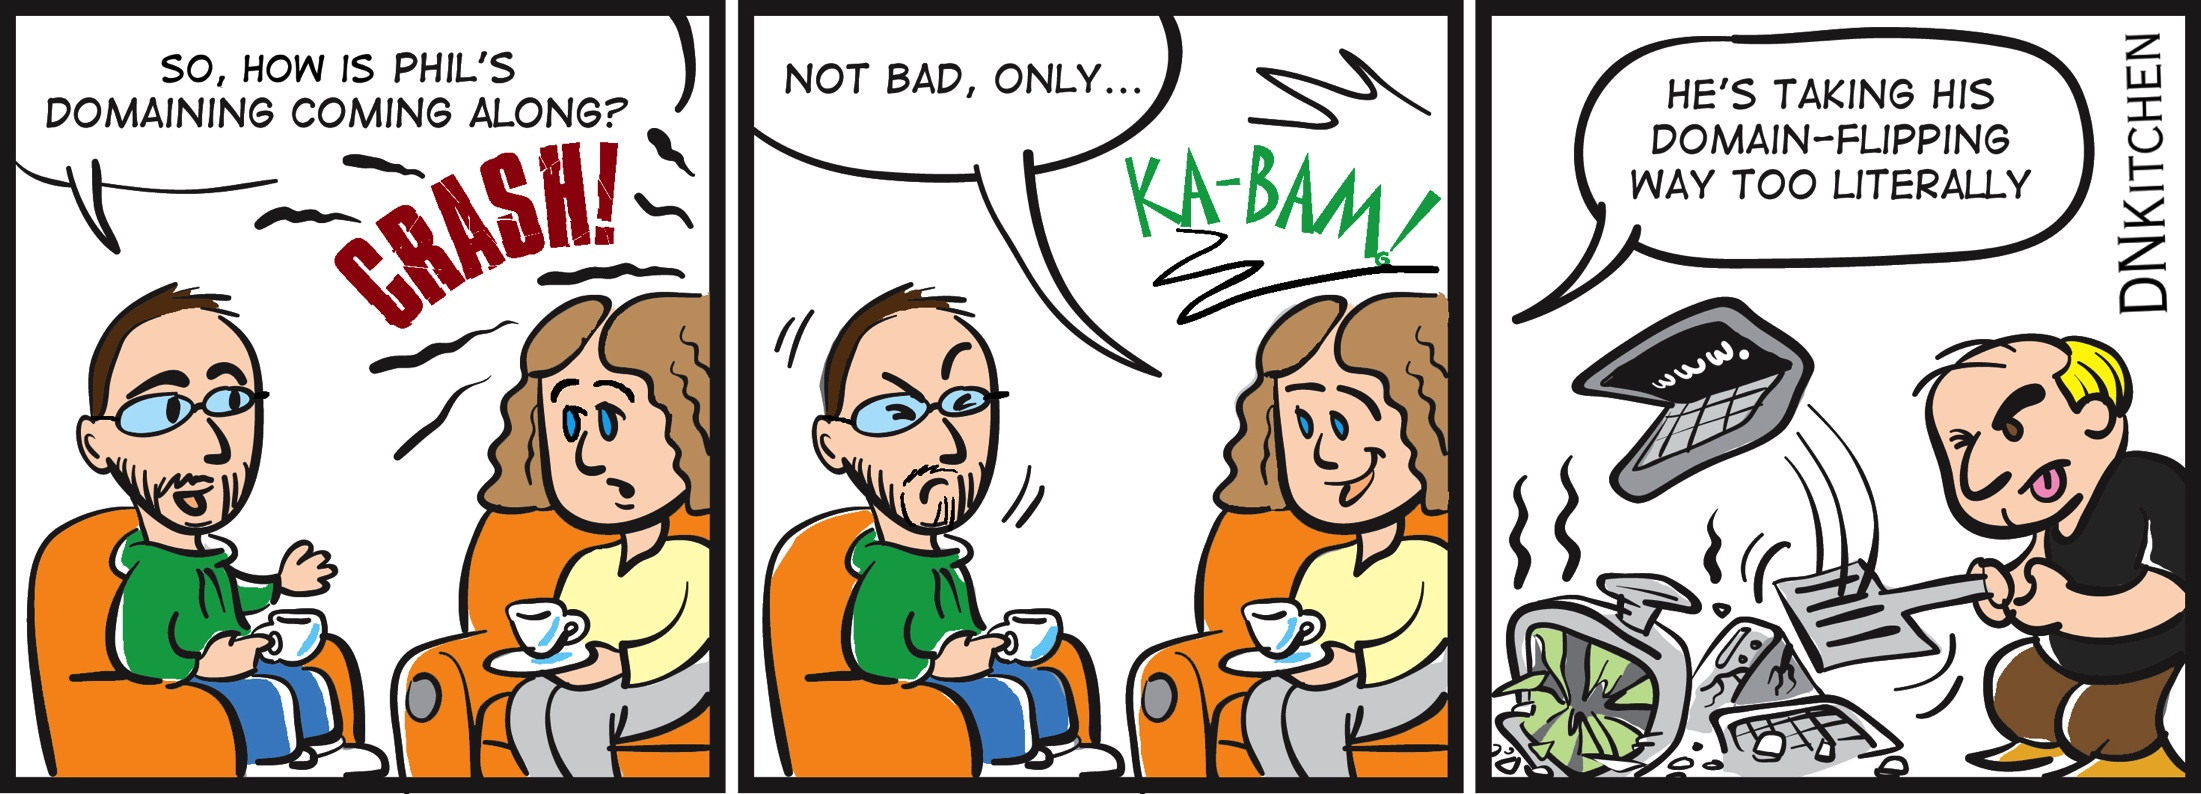 SO, HOW IS PHIL'S
DOMAINING COMING ALONG?
CRASH!
NOT BAD, ONLY...
KA-BAM!
G
HE'S TAKING HIS
DOMAIN-FLIPPING
WAY TOO LITERALLY
www.
DNKITCHEN